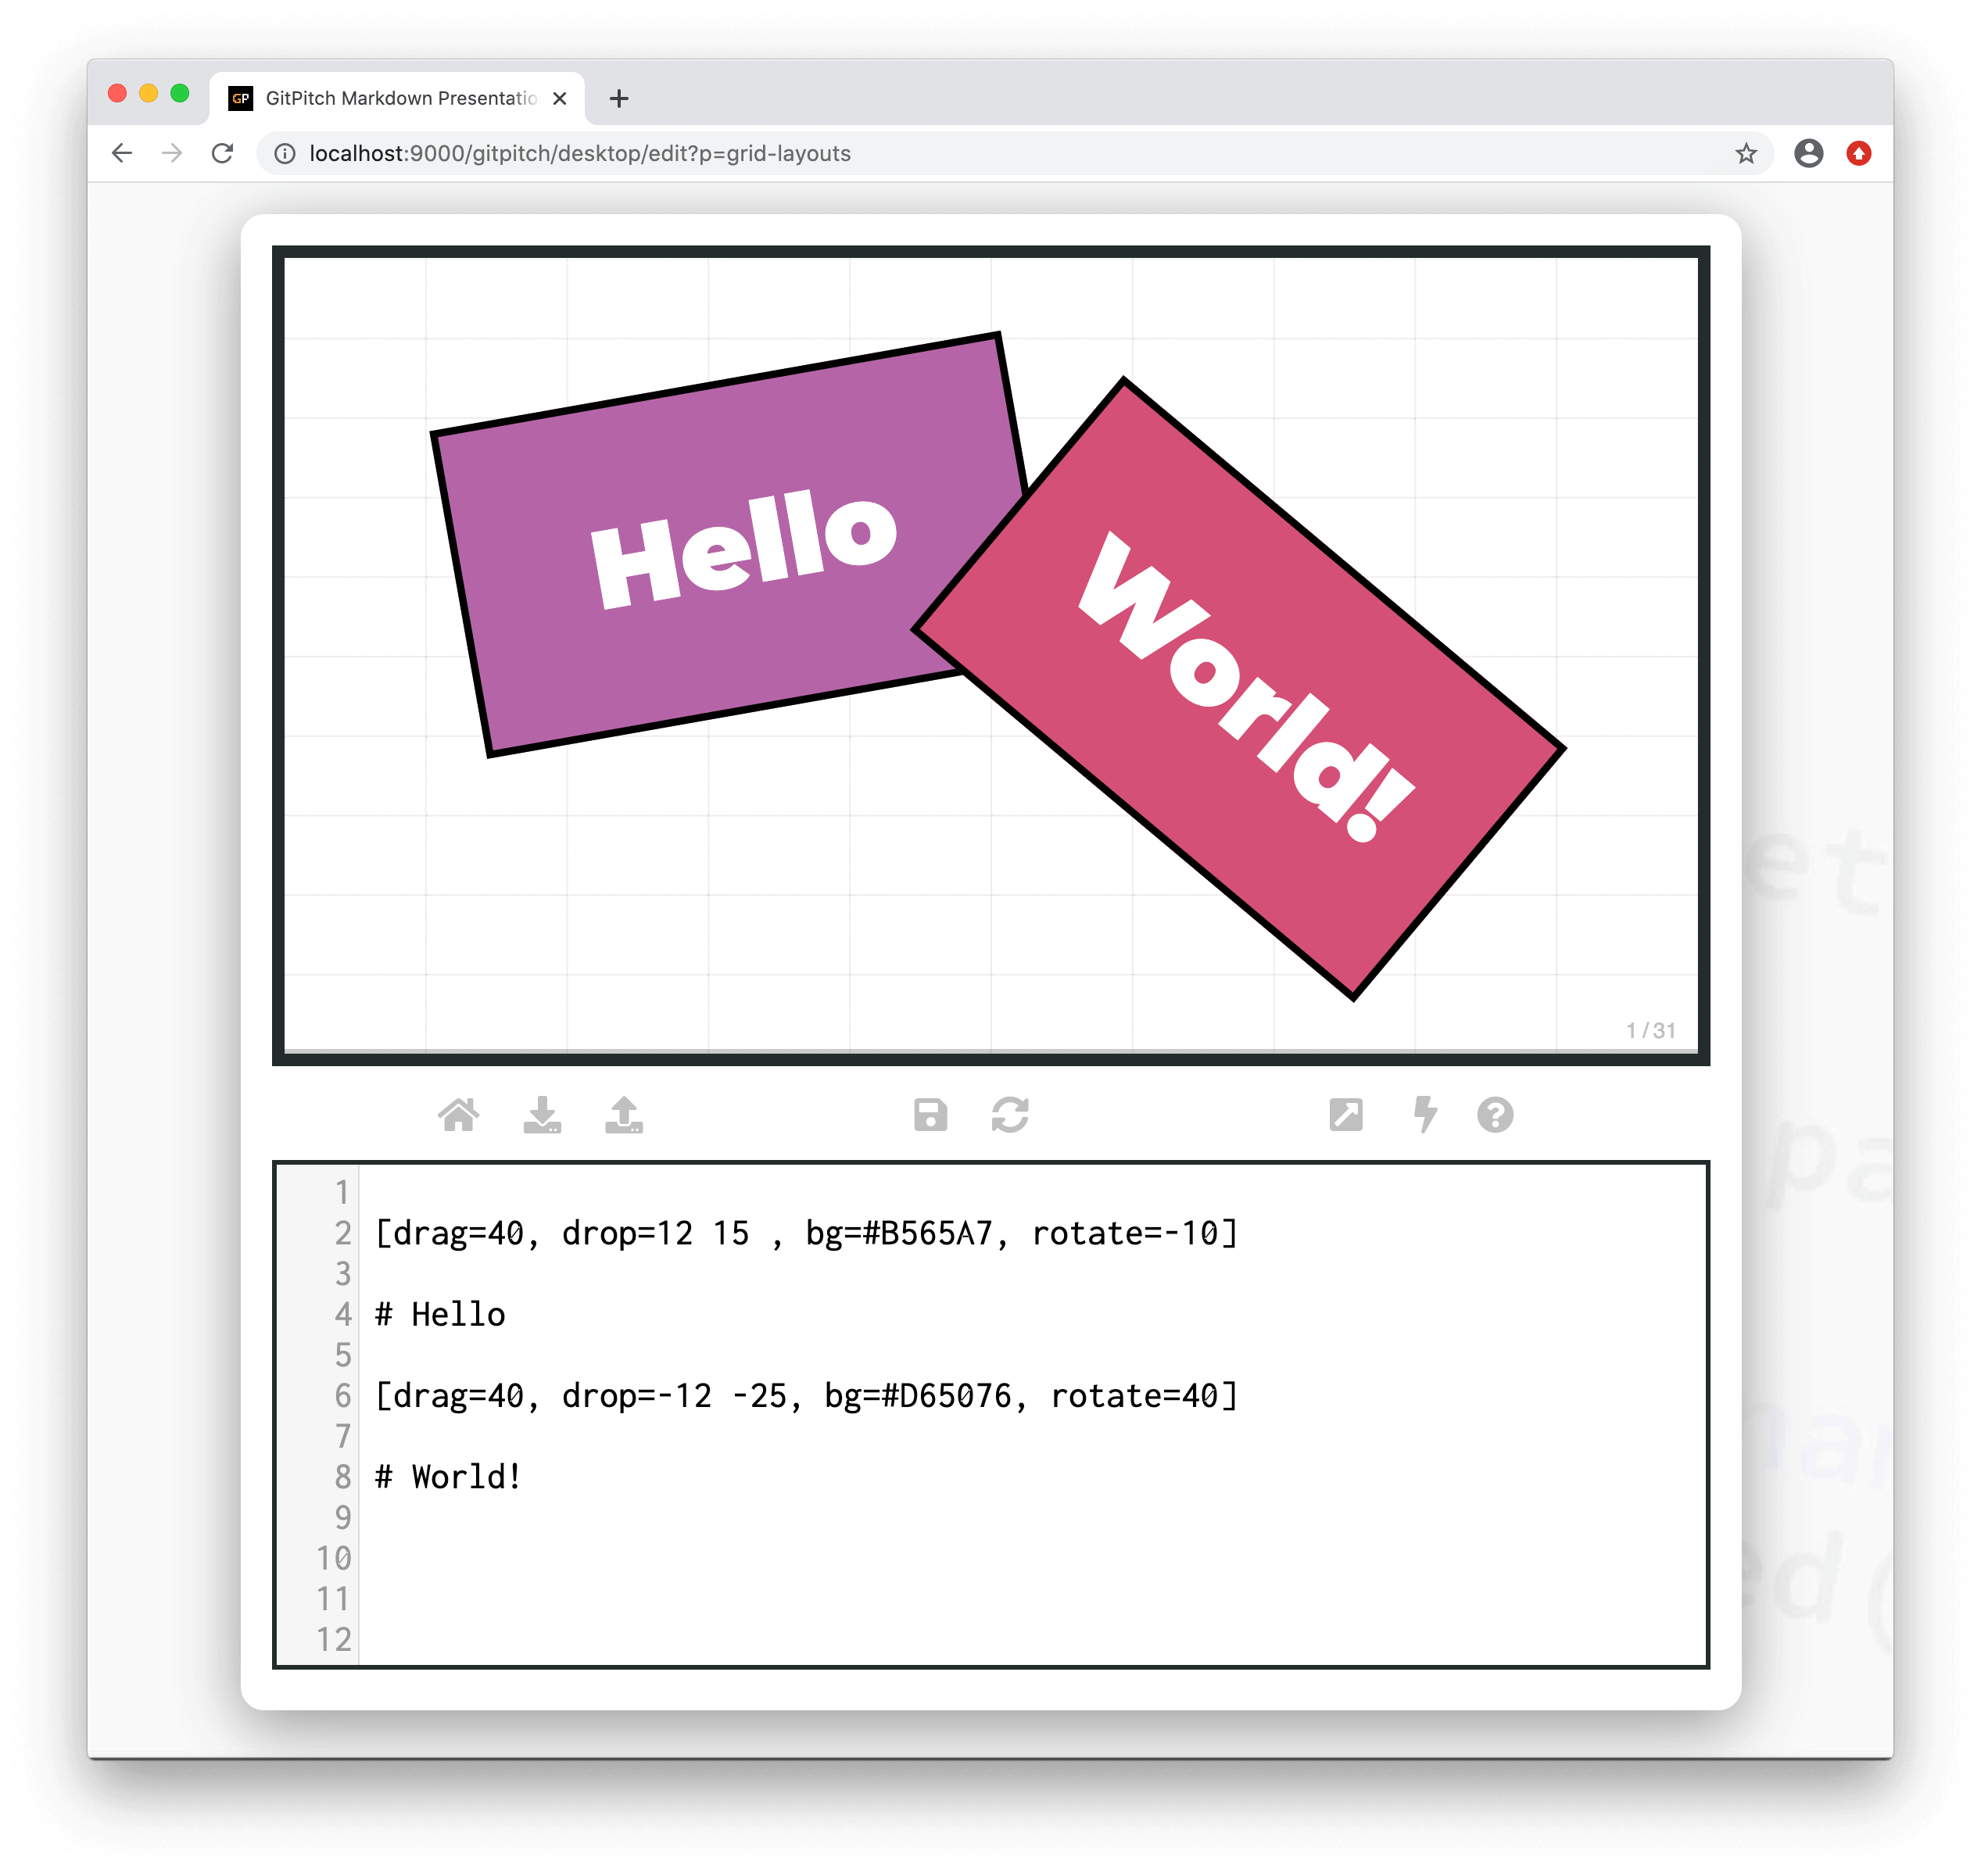 GP GitPitch Markdown Presentatio
localhost:9000/gitpitch/desktop/edit?p=grid-layouts
Hello
World!
1 / 31
1
2 [drag=40, drop=12 15 , bg=#B565A7, rotate=-10]
3
4 # Hello
5
6 [drag=40, drop=-12 -25, bg=#D65076, rotate=40]
7
8 # World!
9
10
11
12